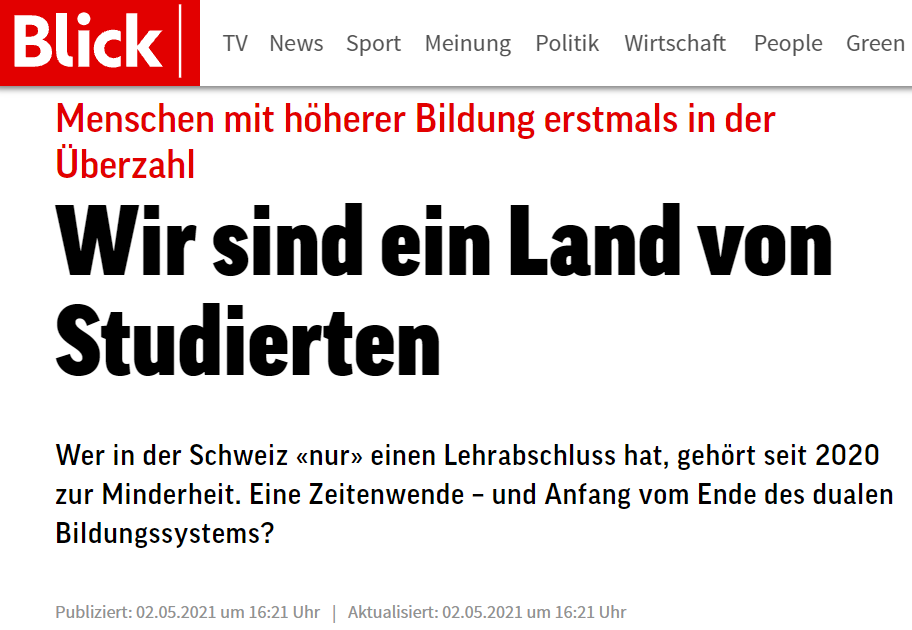 Blick
TV News Sport Meinung Politik Wirtschaft People Green
Menschen mit höherer Bildung erstmals in der
Überzahl
Wir sind ein Land von
Studierten
Wer in der Schweiz «nur» einen Lehrabschluss hat, gehört seit 2020
zur Minderheit. Eine Zeitenwende – und Anfang vom Ende des dualen
Bildungssystems?
Publiziert: 02.05.2021 um 16:21 Uhr | Aktualisiert: 02.05.2021 um 16:21 Uhr